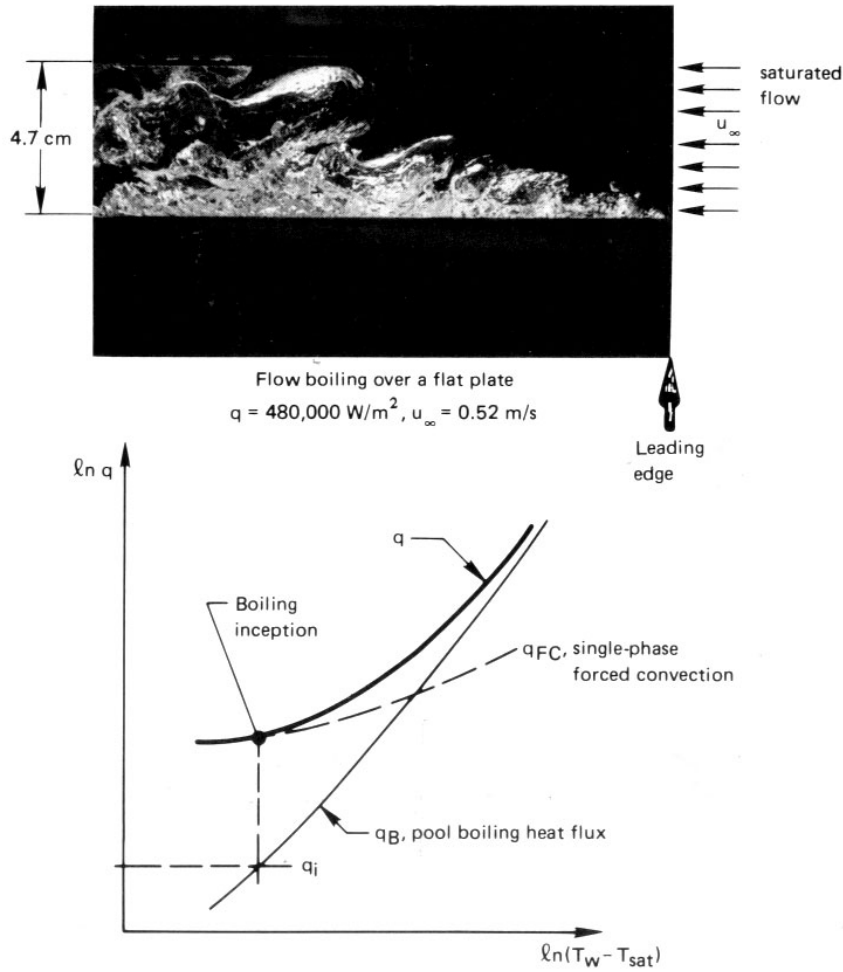 saturated
flow
u∞
4.7 cm
Flow boiling over a flat plate
q = 480,000 W/m², u∞ = 0.52 m/s
Leading
edge
ℓn q
q
Boiling
inception
qFC, single-phase
forced convection
qB, pool boiling heat flux
qi
ℓn(Tw – Tsat)